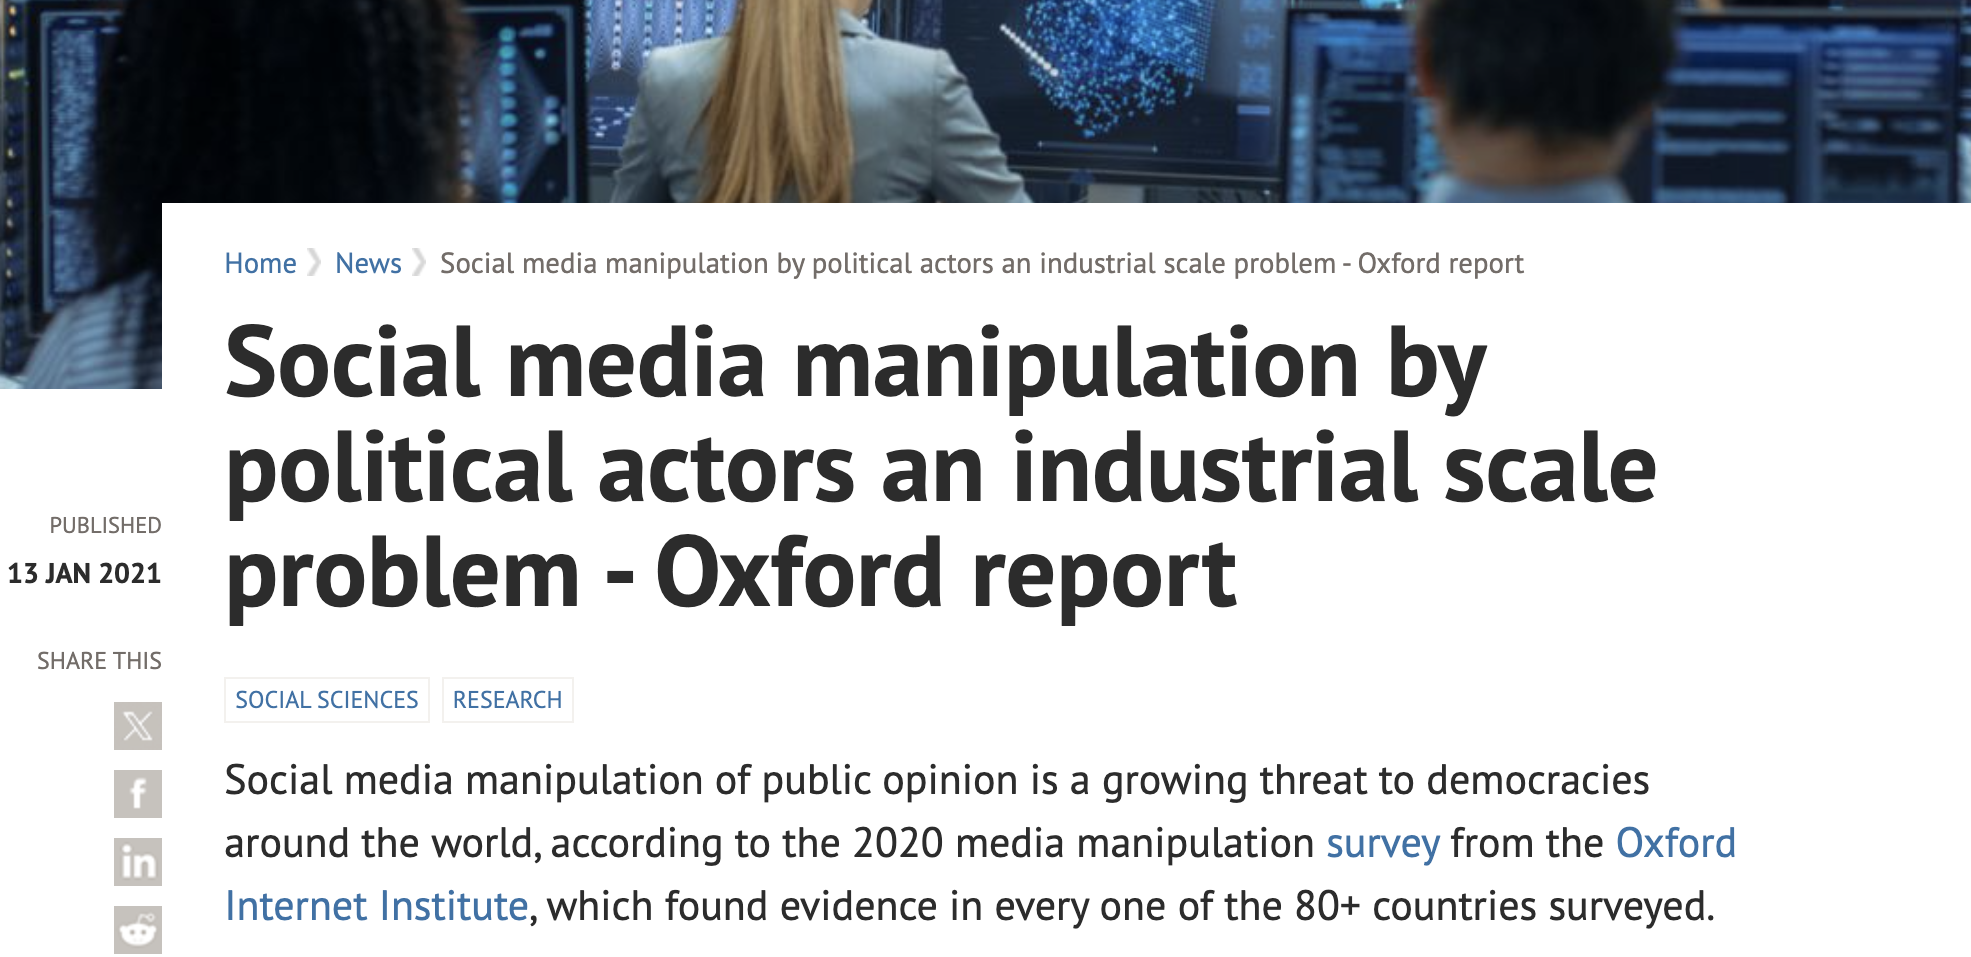 Home > News > Social media manipulation by political actors an industrial scale problem - Oxford report
Social media manipulation by
political actors an industrial scale
problem - Oxford report
PUBLISHED
13 JAN 2021
SHARE THIS
SOCIAL SCIENCES RESEARCH
Social media manipulation of public opinion is a growing threat to democracies
around the world, according to the 2020 media manipulation survey from the Oxford
Internet Institute, which found evidence in every one of the 80+ countries surveyed.